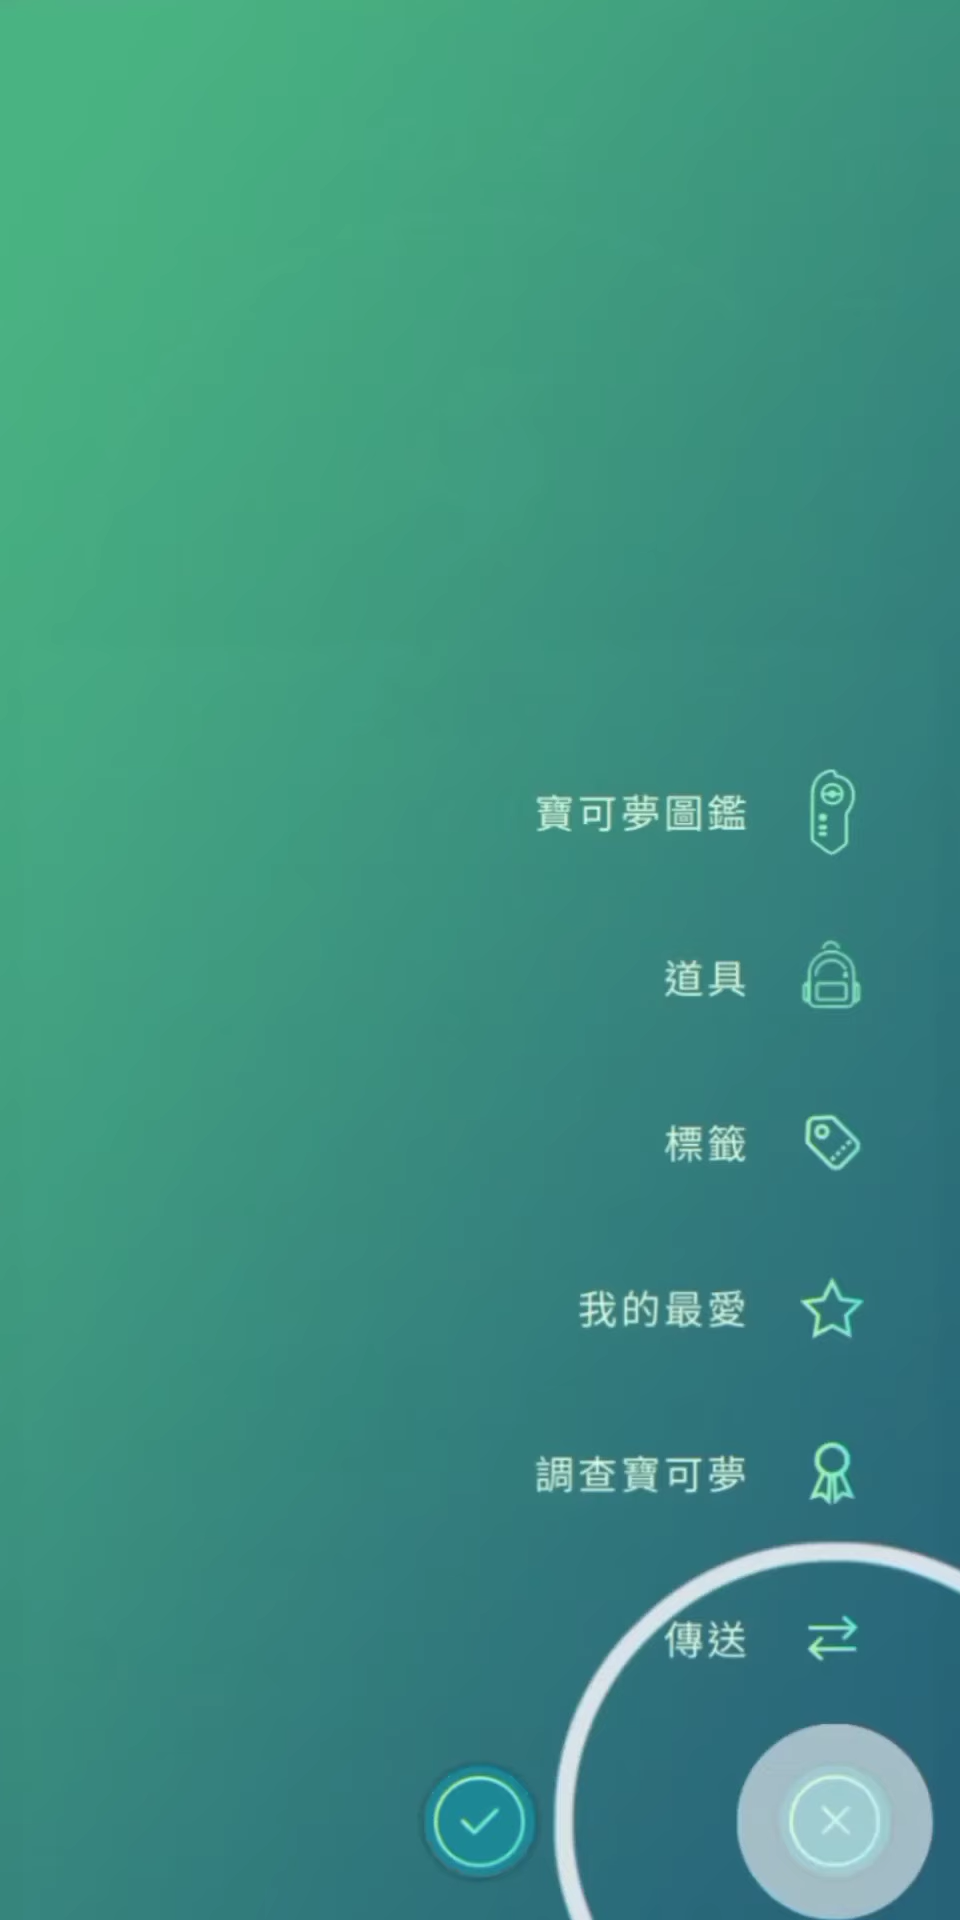 寶可夢圖鑑
道具
標籤
我的最愛
調查寶可夢
傳送